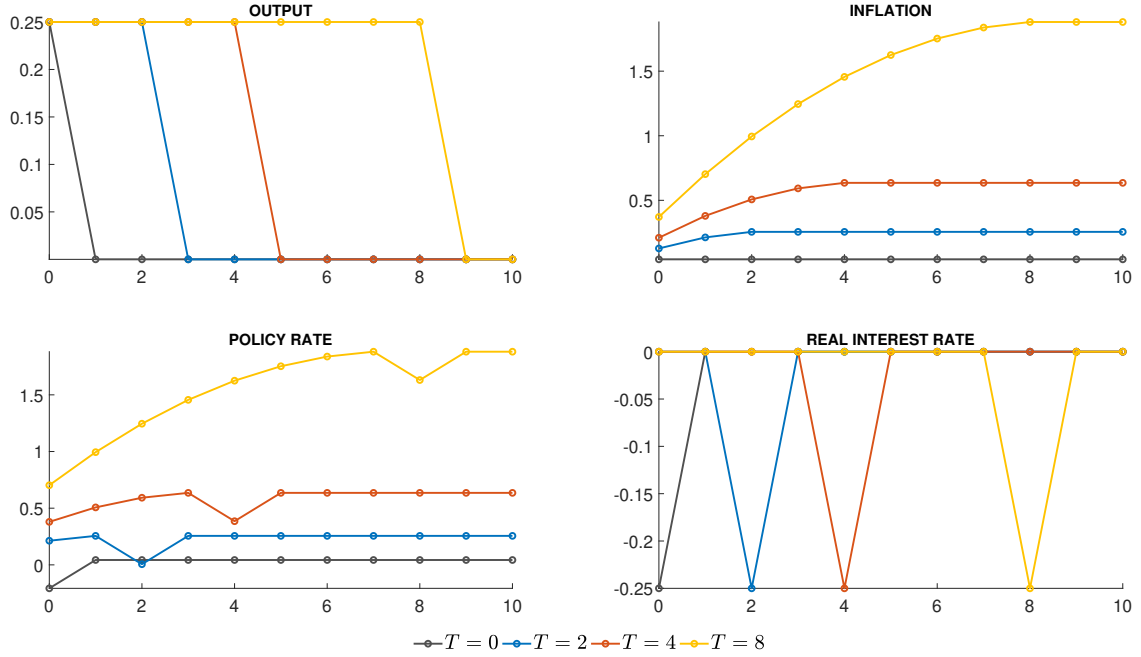 OUTPUT
0.25
0.2
0.15
0.1
0.05
0 2 4 6 8 10
INFLATION
1.5
1
0.5
0 2 4 6 8 10
POLICY RATE
1.5
1
0.5
0
0 2 4 6 8 10
REAL INTEREST RATE
0
-0.05
-0.1
-0.15
-0.2
-0.25
0 2 4 6 8 10
T = 0 T = 2 T = 4 T = 8